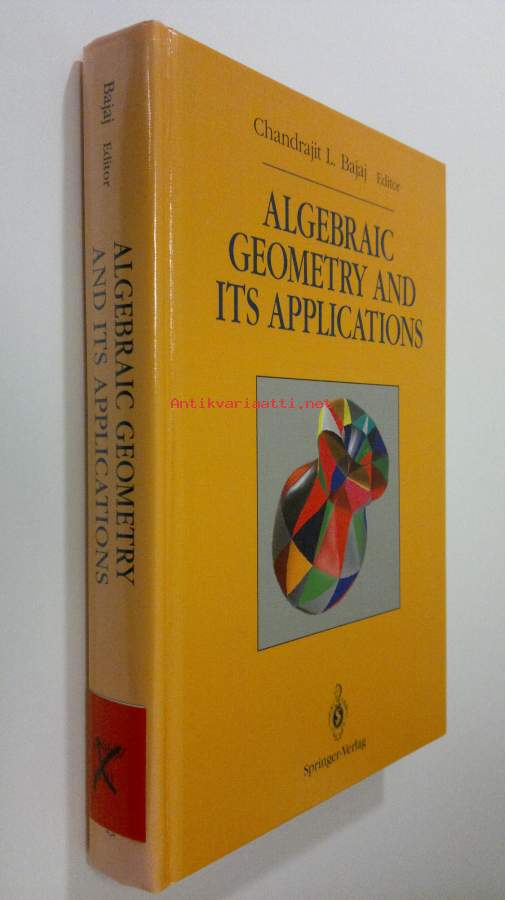 Bajaj Editor
ALGEBRAIC GEOMETRY
AND ITS APPLICATIONS
X
Chandrajit L. Bajaj Editor
ALGEBRAIC
GEOMETRY AND
ITS APPLICATIONS
Antikvariaatti.net
Springer-Verlag